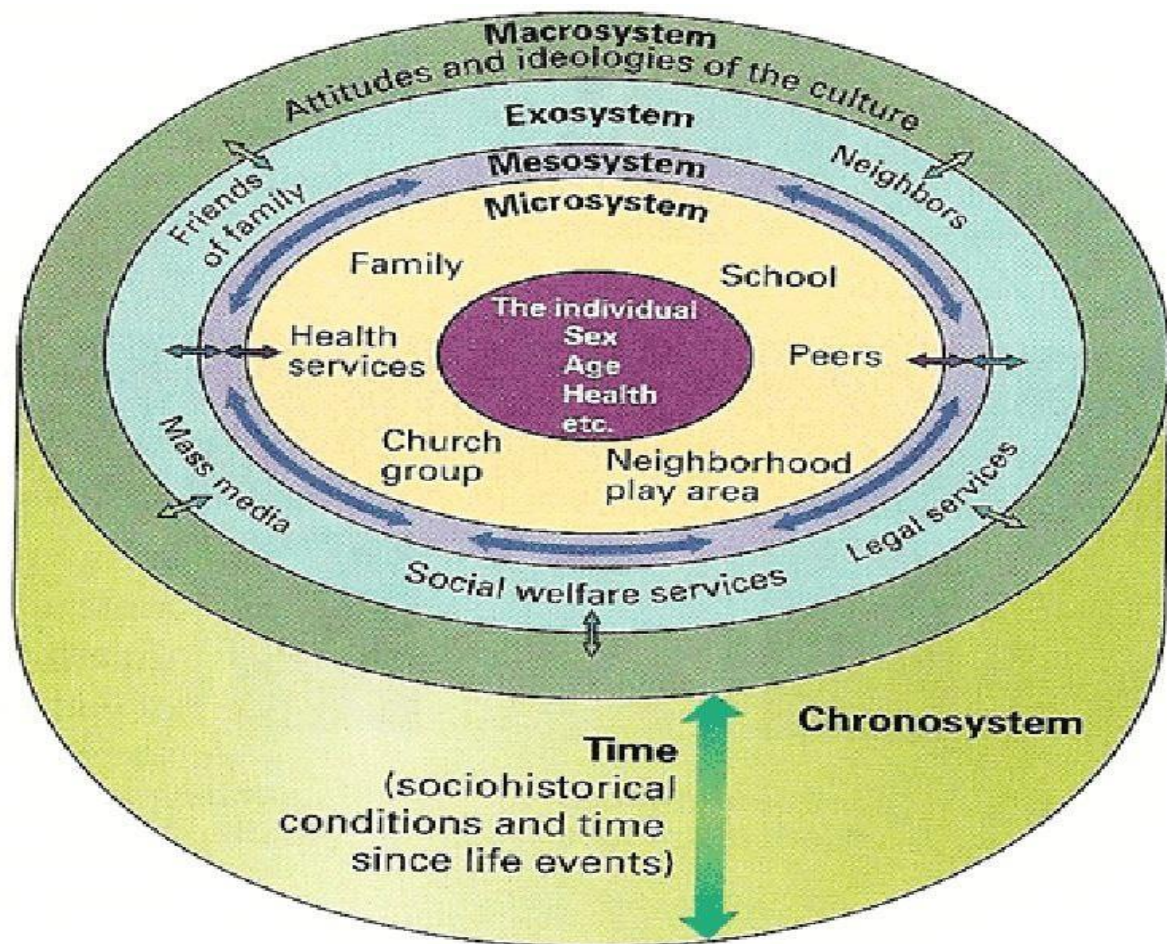 Macrosystem
Attitudes and ideologies of the culture
Exosystem
Mesosystem
Microsystem
Friends
of family
Neighbors
Family
School
The individual
Sex
Age
Health
etc.
Health
services
Peers
Church
group
Neighborhood
play area
Mass media
Legal services
Social welfare services
Chronosystem
Time
(sociohistorical
conditions and time
since life events)